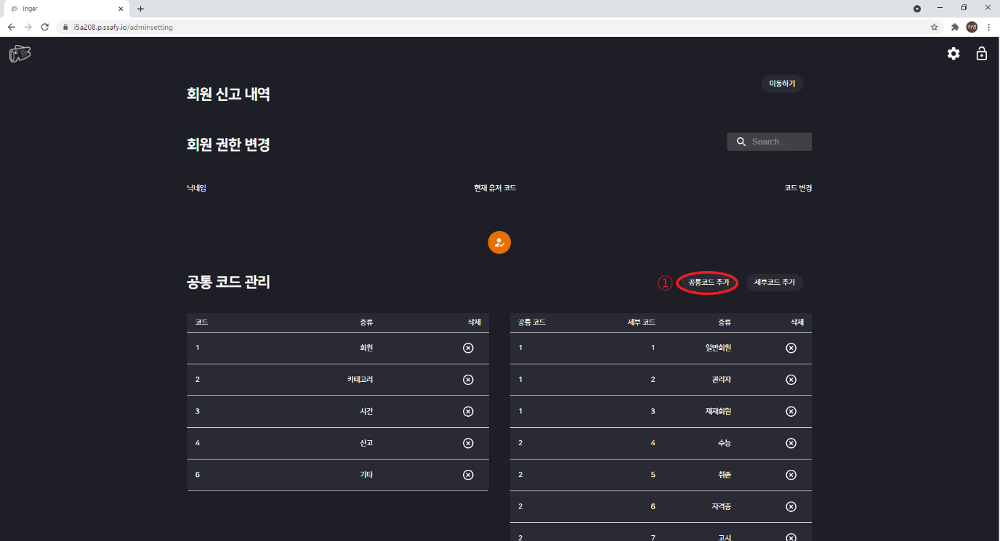 Inger
i5a208.p.ssafy.io/adminsetting
하영
회원 신고 내역
이동하기
회원 권한 변경
Search...
닉네임 현재 유저 코드 코드 변경
공통 코드 관리
① 공통코드 추가 세부코드 추가
코드 종류 삭제
1 회원
2 카테고리
3 시간
4 신고
6 기타
공통 코드 세부 코드 종류 삭제
1 1 일반회원
1 2 관리자
1 3 제재회원
2 4 수능
2 5 취준
2 6 자격증
2 7 고시